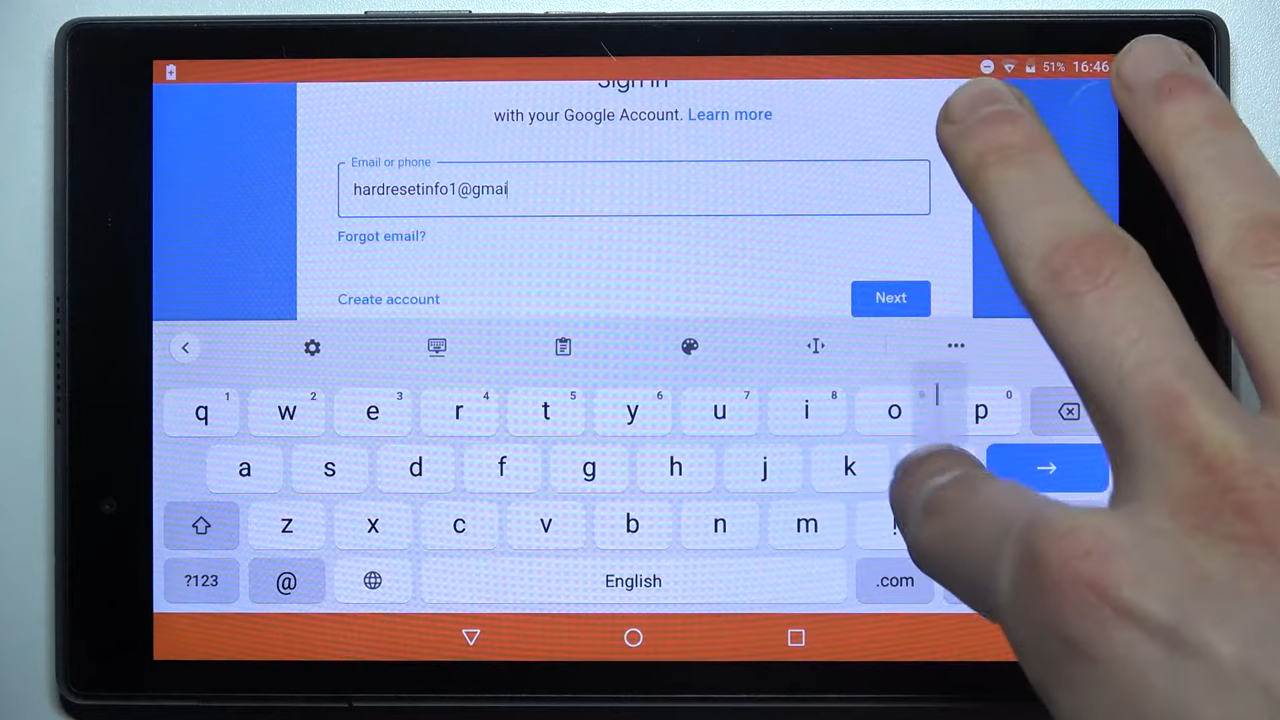 51% 16:46
Sign in
with your Google Account. Learn more
Email or phone
hardresetinfo1@gmai
Forgot email?
Create account
Next
q 1 w 2 e 3 r 4 t 5 y 6 u 7 i 8 o p 0
a s d f g h j k l
z x c v b n m !
?123 @ English .com